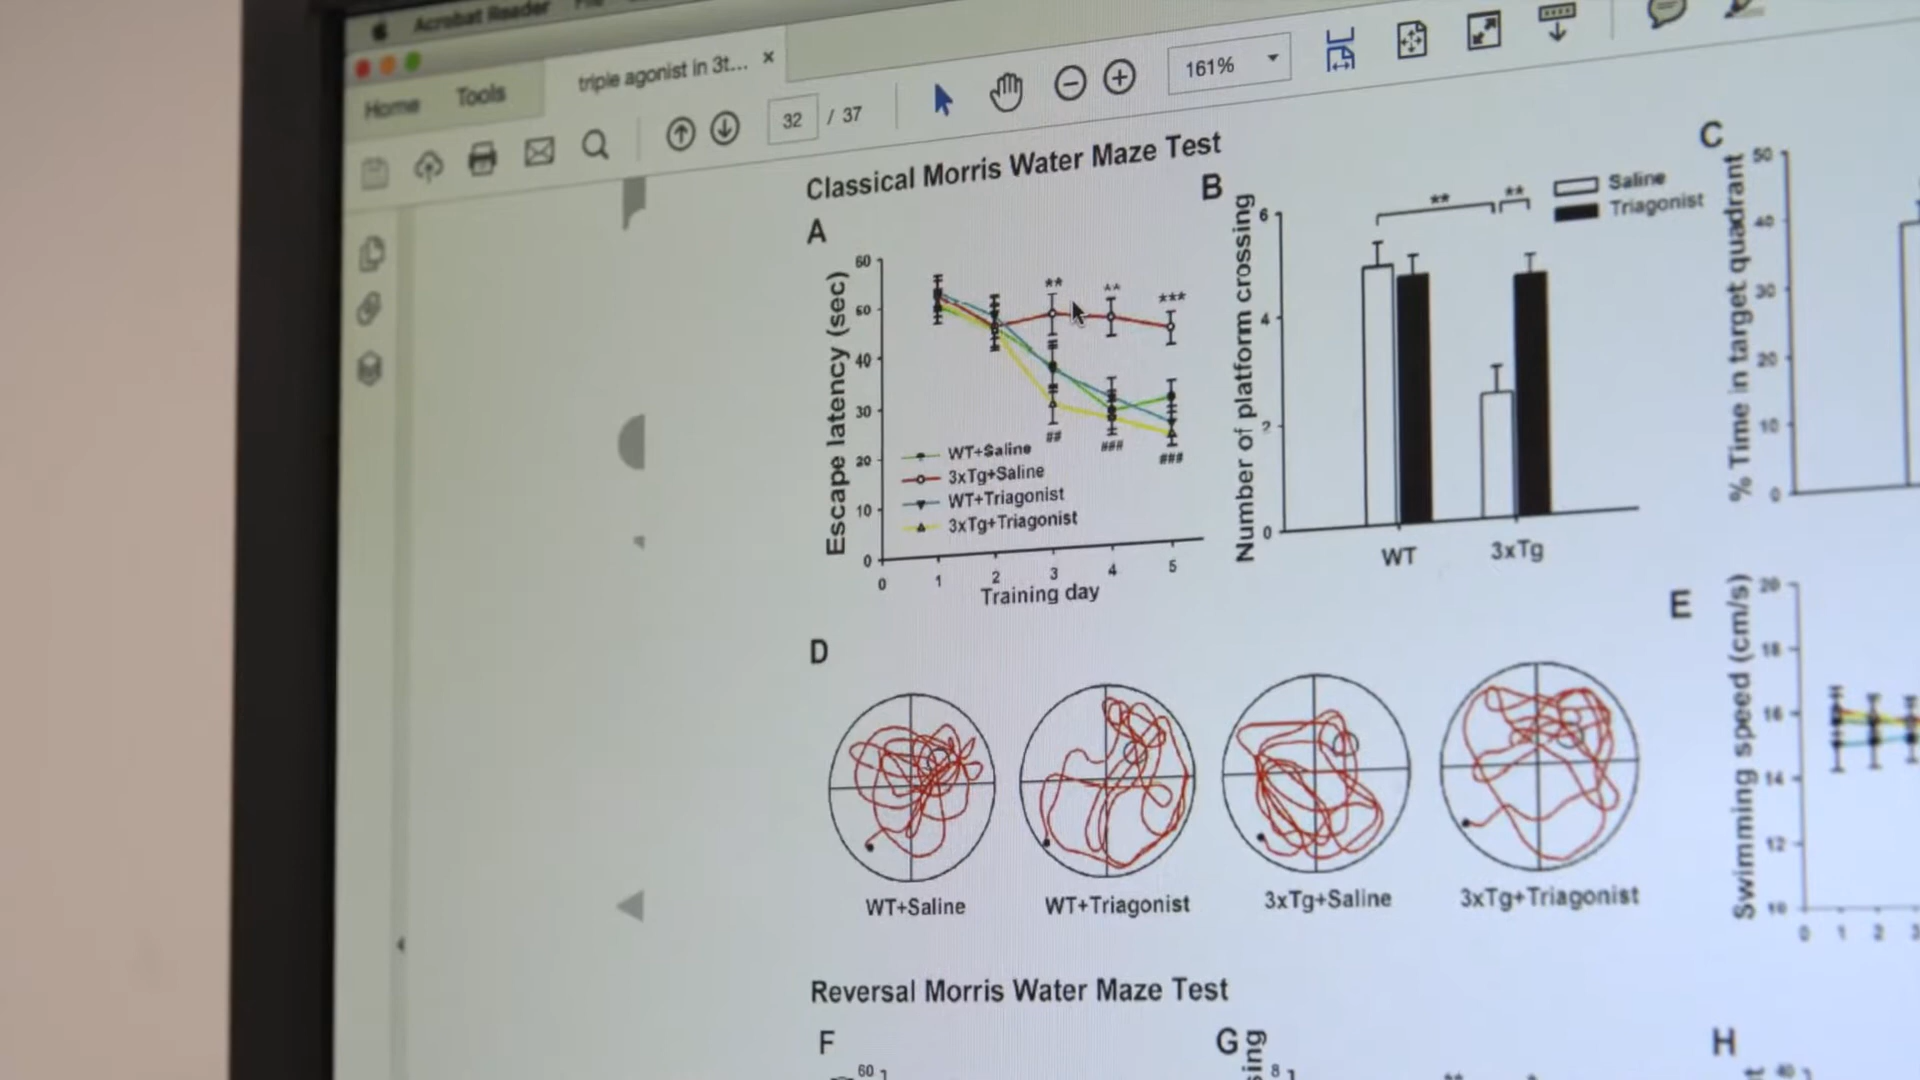 Acrobat Reader
Home
Tools
triple agonist in 3t... ×
32 / 37
161%
Classical Morris Water Maze Test
A
Escape latency (sec)
60
50
40
30
20
10
0
** ** ***
## ### ###
WT+Saline
3xTg+Saline
WT+Triagonist
3xTg+Triagonist
0 1 2 3 4 5
Training day
B
Number of platform crossing
6
4
2
0
** **
Saline
Triagonist
WT 3xTg
C
% Time in target quadrant
50
40
30
20
10
0
D
WT+Saline
WT+Triagonist
3xTg+Saline
3xTg+Triagonist
E
Swimming speed (cm/s)
20
18
16
14
12
10
0 1 2 3
Reversal Morris Water Maze Test
F
60
G
8
H
40